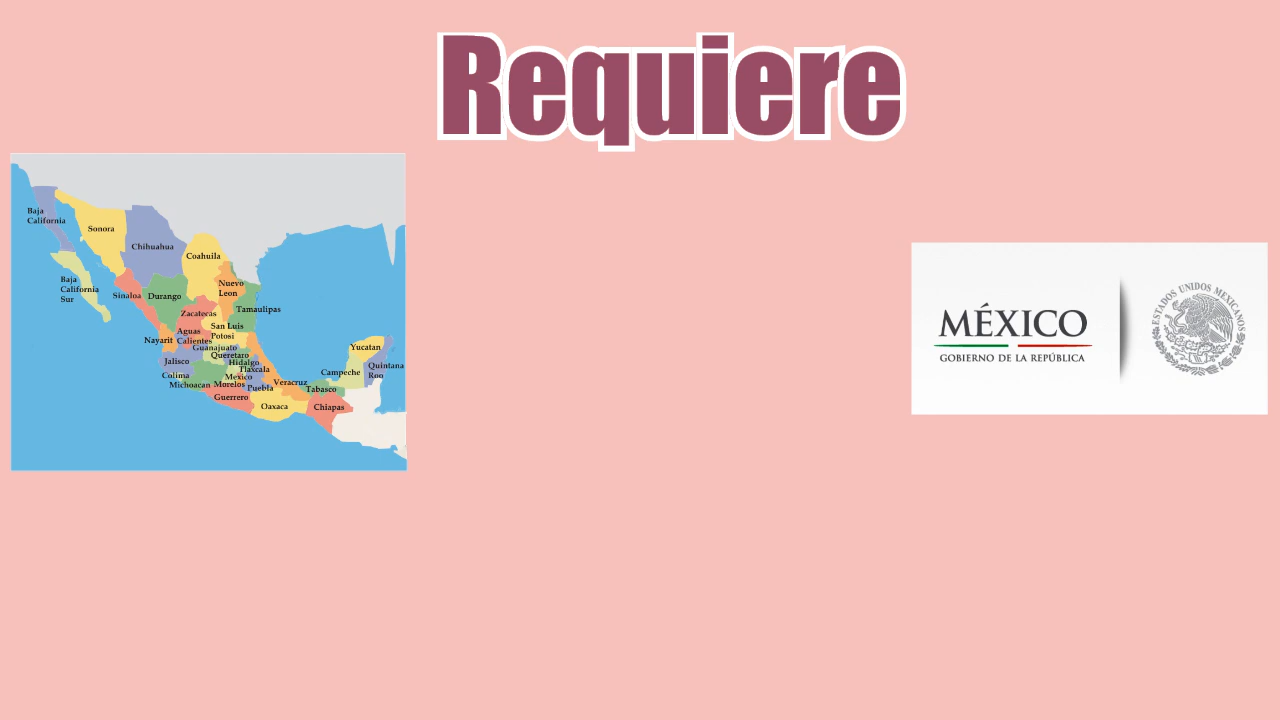 Requiere
Baja
California
Sonora
Chihuahua
Coahuila
Baja
California
Sur
Sinaloa
Durango
Nuevo
Leon
Zacatecas
Tamaulipas
San Luis
Potosi
Nayarit
Aguas
Calientes
Guanajuato
Queretaro
Hidalgo
Jalisco
Tlaxcala
Mexico
Colima
Michoacan
Morelos
Puebla
Veracruz
Tabasco
Campeche
Yucatan
Quintana
Roo
Guerrero
Oaxaca
Chiapas
MÉXICO
GOBIERNO DE LA REPÚBLICA
ESTADOS UNIDOS MEXICANOS